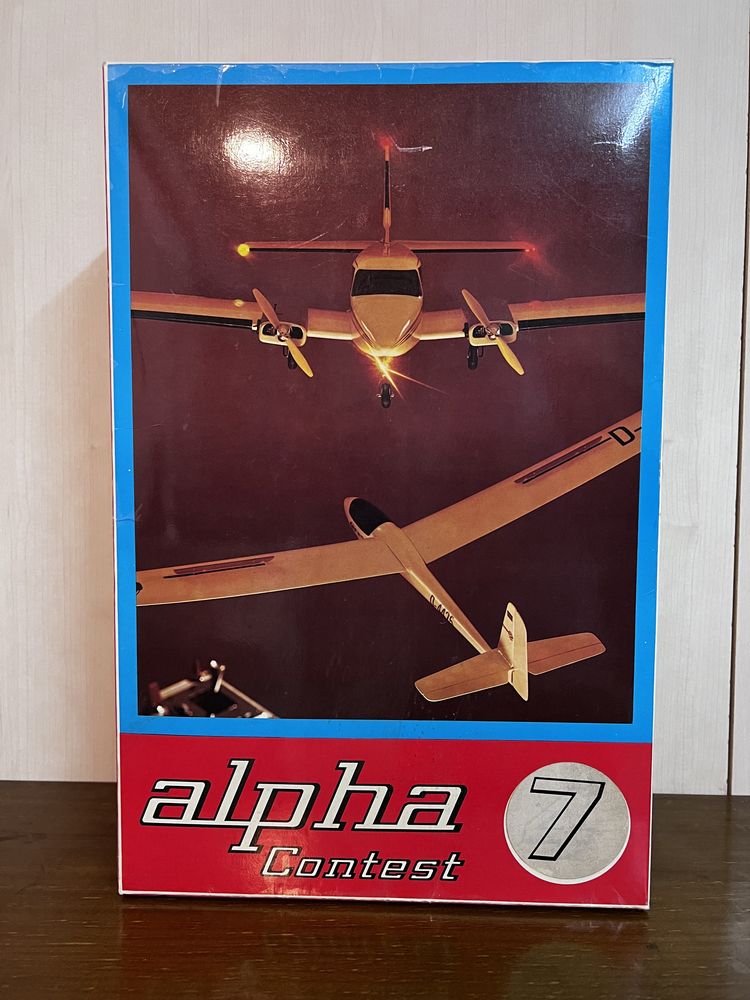 D-
alpha
Contest
7